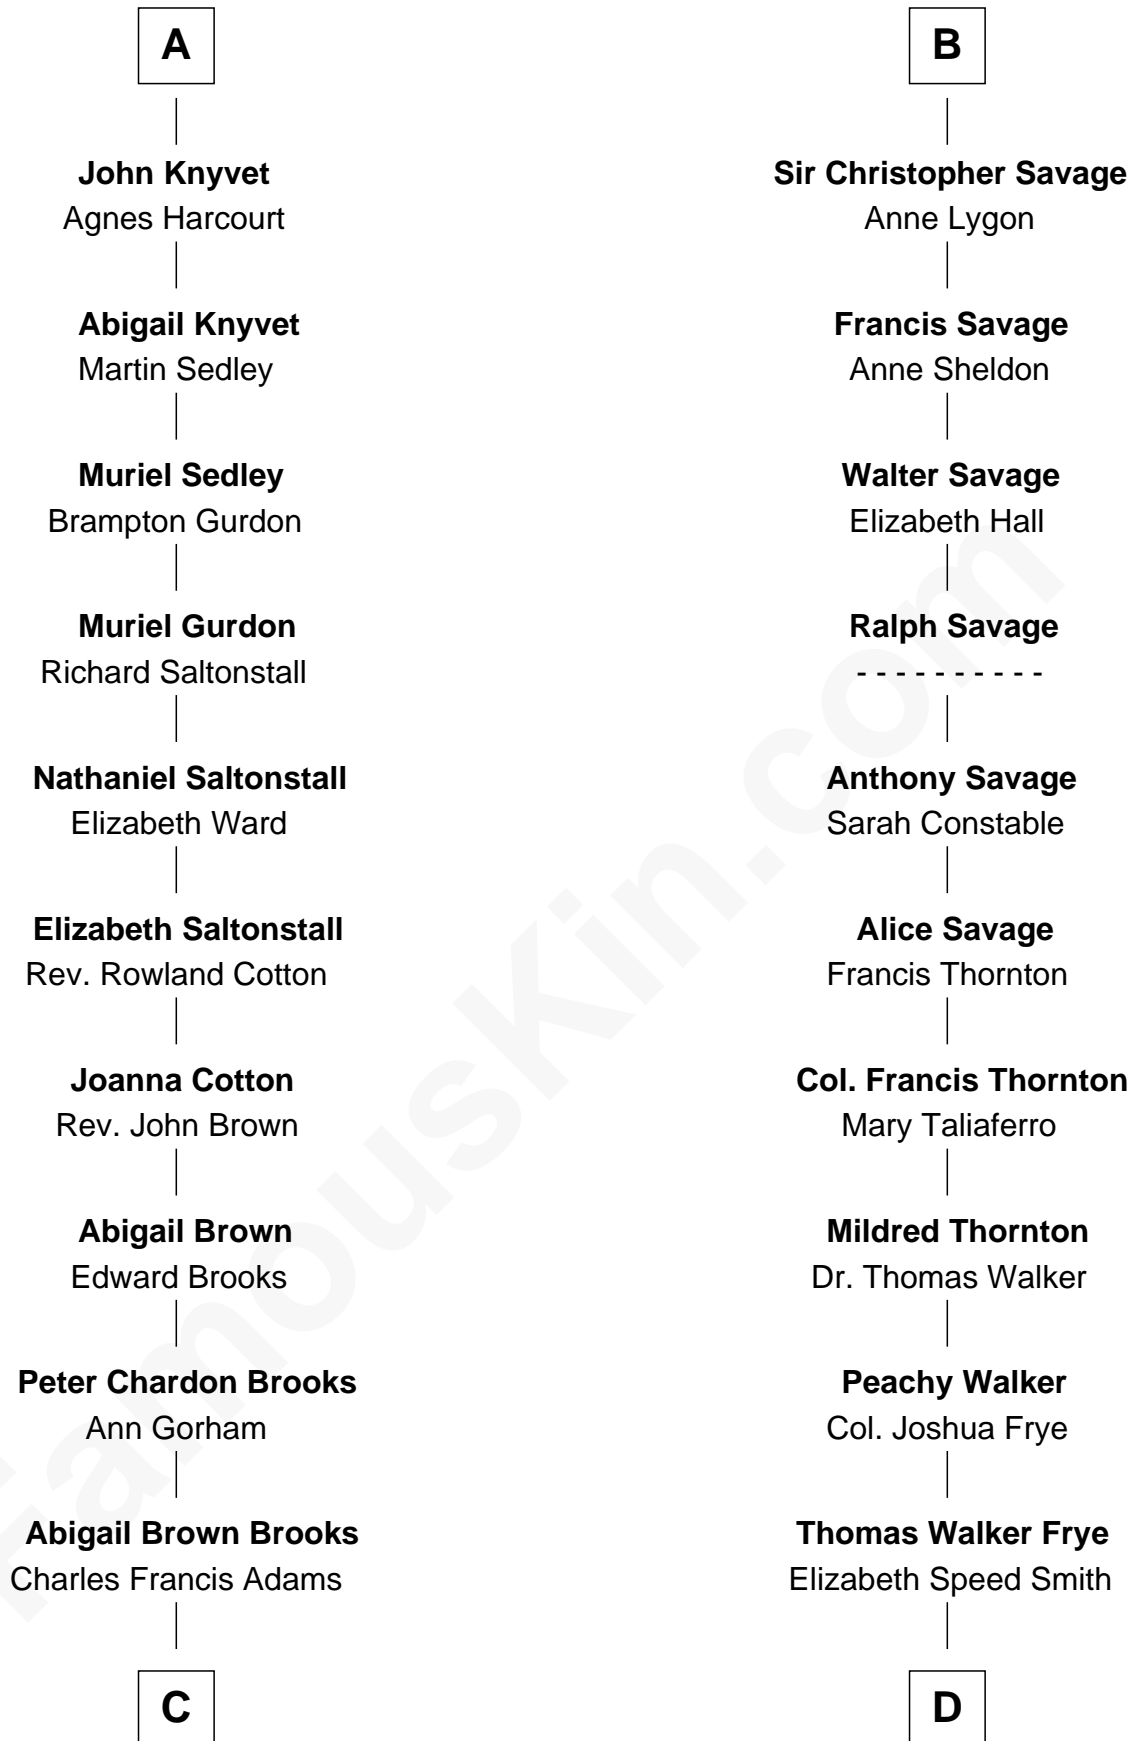 A
John Knyvet
Agnes Harcourt
Abigail Knyvet
Martin Sedley
Muriel Sedley
Brampton Gurdon
Muriel Gurdon
Richard Saltonstall
Nathaniel Saltonstall
Elizabeth Ward
Elizabeth Saltonstall
Rev. Rowland Cotton
Joanna Cotton
Rev. John Brown
Abigail Brown
Edward Brooks
Peter Chardon Brooks
Ann Gorham
Abigail Brown Brooks
Charles Francis Adams
C
B
Sir Christopher Savage
Anne Lygon
Francis Savage
Anne Sheldon
Walter Savage
Elizabeth Hall
Ralph Savage
- - - - - - - - - -
Anthony Savage
Sarah Constable
Alice Savage
Francis Thornton
Col. Francis Thornton
Mary Taliaferro
Mildred Thornton
Dr. Thomas Walker
Peachy Walker
Col. Joshua Frye
Thomas Walker Frye
Elizabeth Speed Smith
D
FamousKin.com